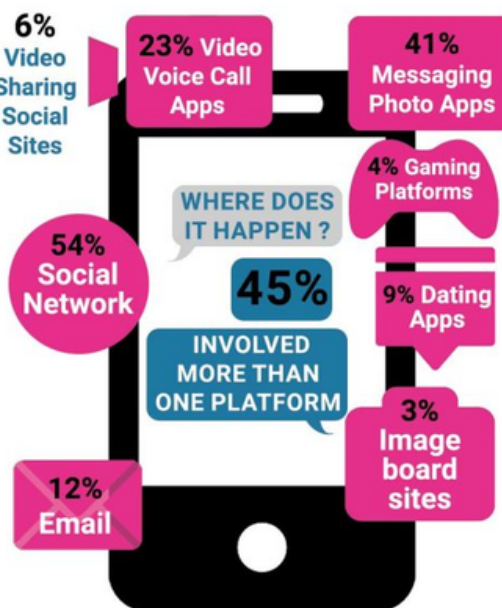 6%
Video
Sharing
Social
Sites
23% Video
Voice Call
Apps
41%
Messaging
Photo Apps
4% Gaming
Platforms
WHERE DOES
IT HAPPEN ?
54%
Social
Network
45%
9% Dating
Apps
INVOLVED
MORE THAN
ONE PLATFORM
3%
Image
board
sites
12%
Email